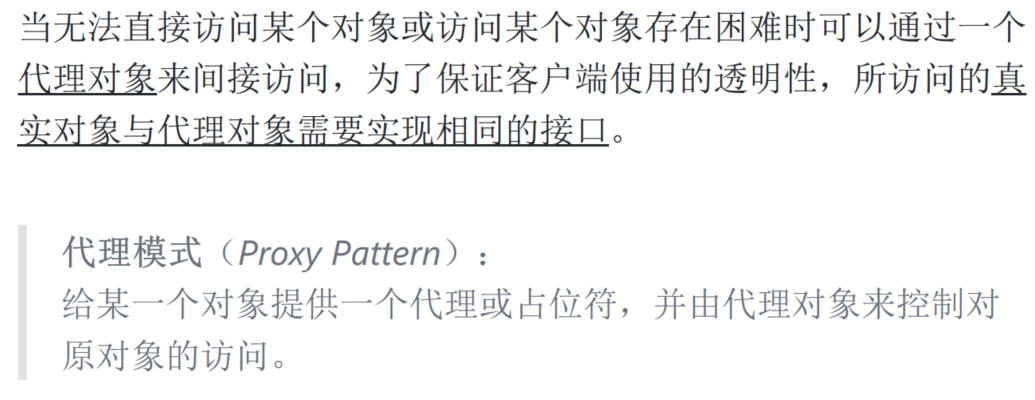 当无法直接访问某个对象或访问某个对象存在困难时可以通过一个
代理对象来间接访问，为了保证客户端使用的透明性，所访问的真
实对象与代理对象需要实现相同的接口。
代理模式（Proxy Pattern）：
给某一个对象提供一个代理或占位符，并由代理对象来控制对
原对象的访问。